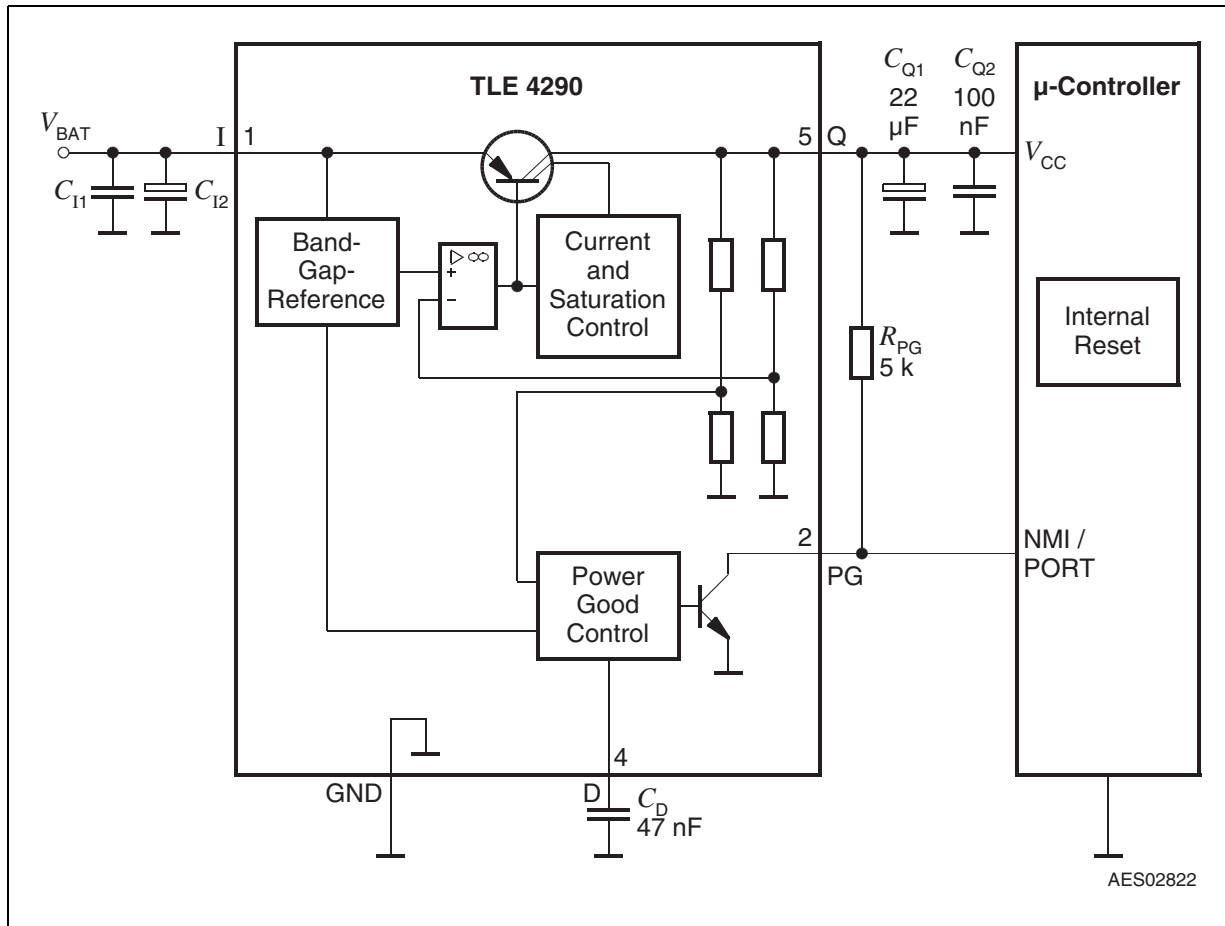 TLE 4290
C_Q1
22
µF
C_Q2
100
nF
µ-Controller
V_BAT
I
1
5
Q
V_CC
C_I1
C_I2
Band-
Gap-
Reference
▷ ∞
+
−
Current
and
Saturation
Control
R_PG
5 k
Internal
Reset
2
PG
NMI /
PORT
Power
Good
Control
4
GND
D
C_D
47 nF
AES02822